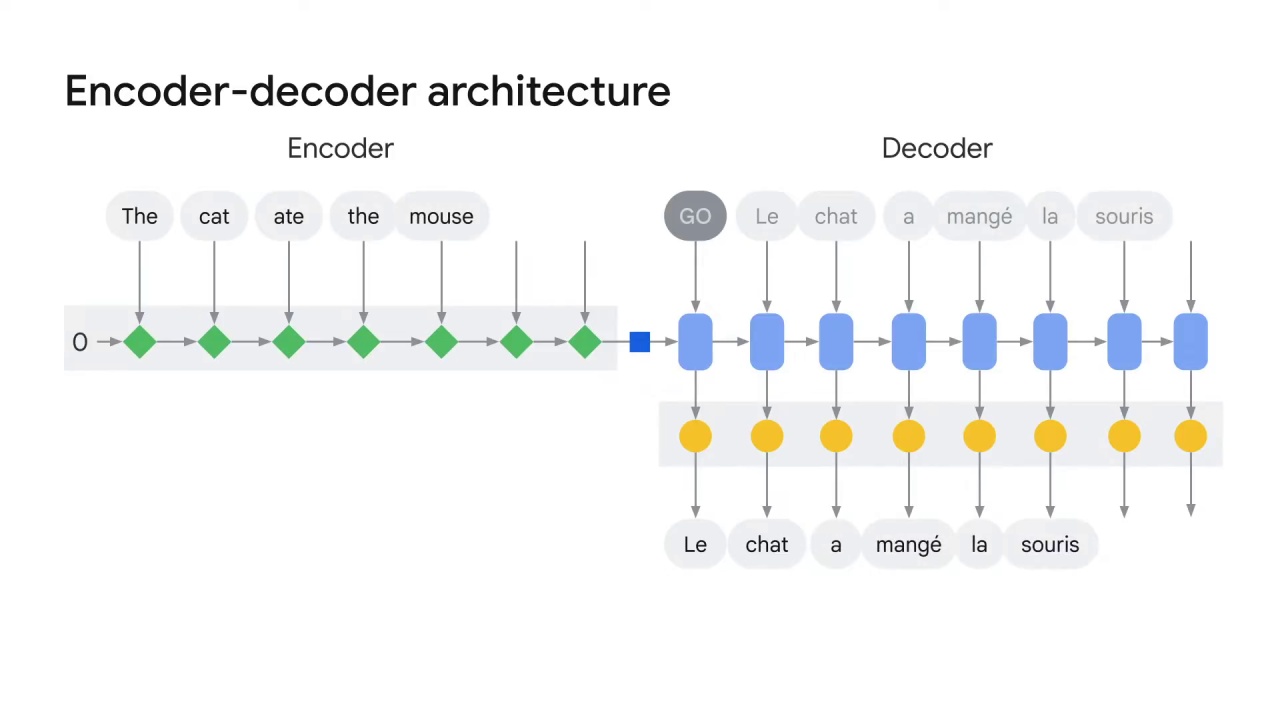 Encoder-decoder architecture
Encoder
Decoder
The cat ate the mouse
GO Le chat a mangé la souris
0
Le chat a mangé la souris